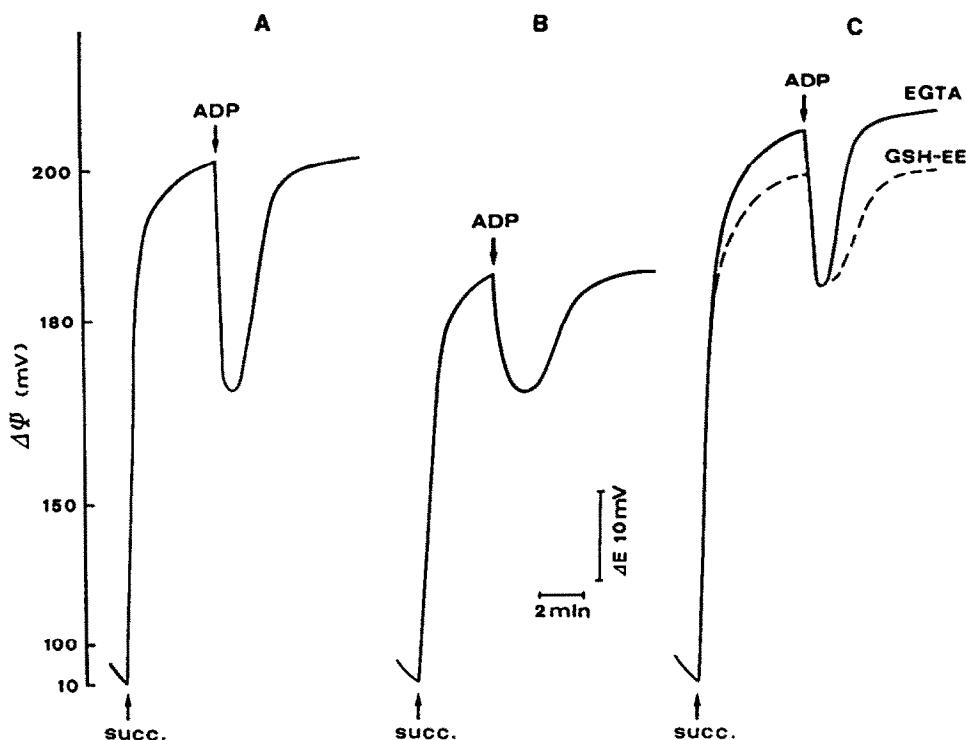 A
B
C
ADP
ADP
ADP
EGTA
GSH-EE
200
180
150
100
10
ΔΨ (mV)
ΔE 10 mV
2 min
succ.
succ.
succ.